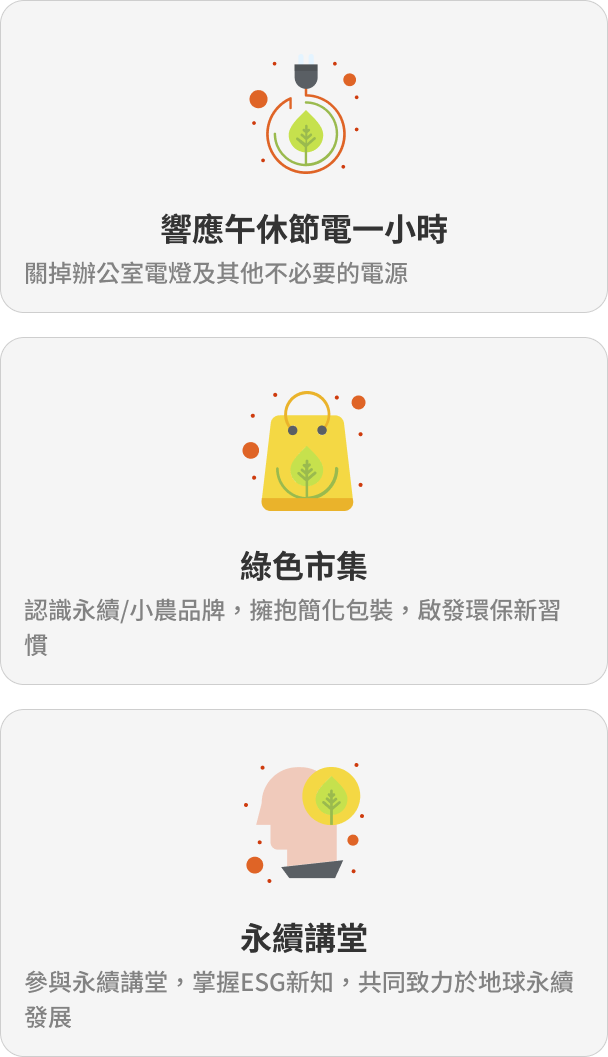 響應午休節電一小時
關掉辦公室電燈及其他不必要的電源
綠色市集
認識永續/小農品牌，擁抱簡化包裝，啟發環保新習
慣
永續講堂
參與永續講堂，掌握ESG新知，共同致力於地球永續
發展